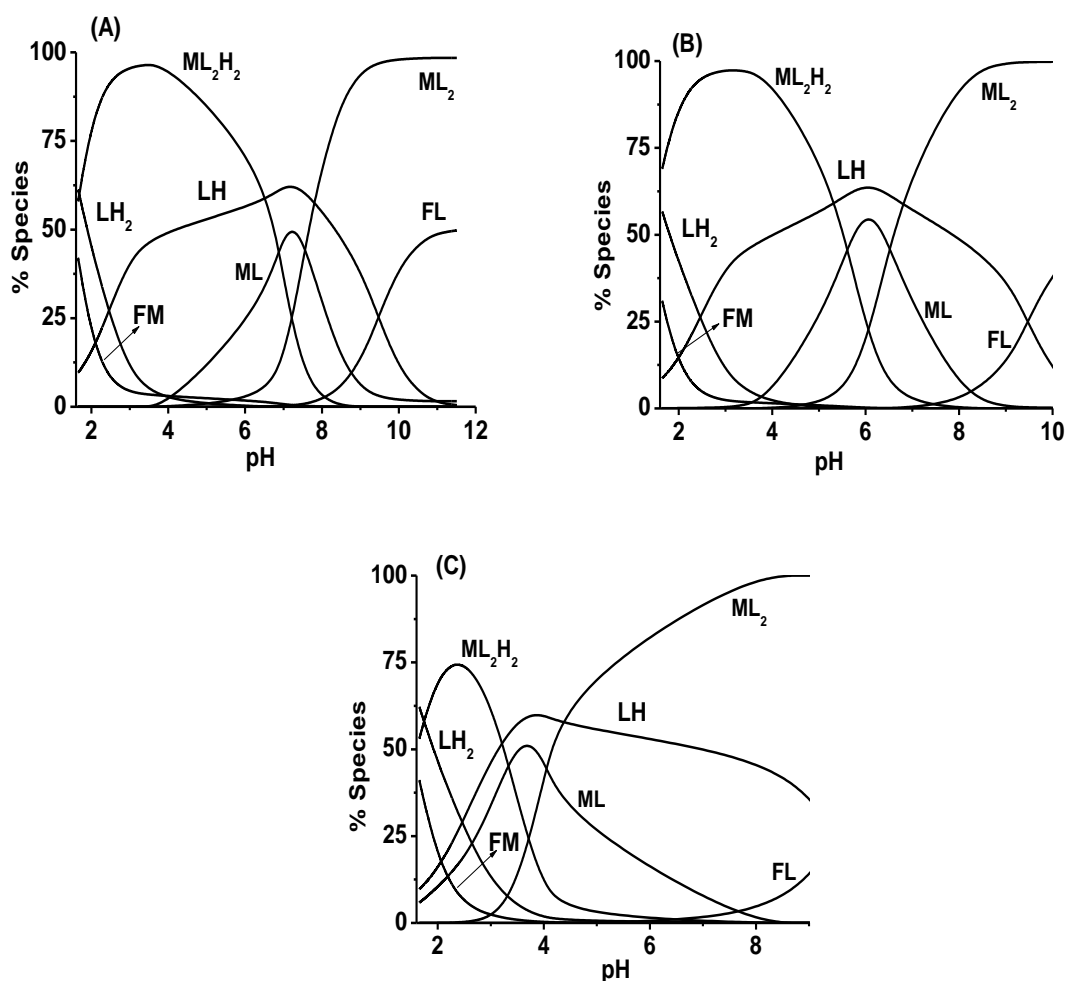 (A)
100
75
50
25
0
% Species
ML₂H₂
LH₂
LH
ML
FM
ML₂
FL
2 4 6 8 10 12
pH
(B)
100
75
50
25
0
% Species
ML₂H₂
LH₂
LH
ML
FM
ML₂
FL
2 4 6 8 10
pH
(C)
100
75
50
25
0
% Species
ML₂H₂
LH₂
LH
ML
FM
ML₂
FL
2 4 6 8
pH